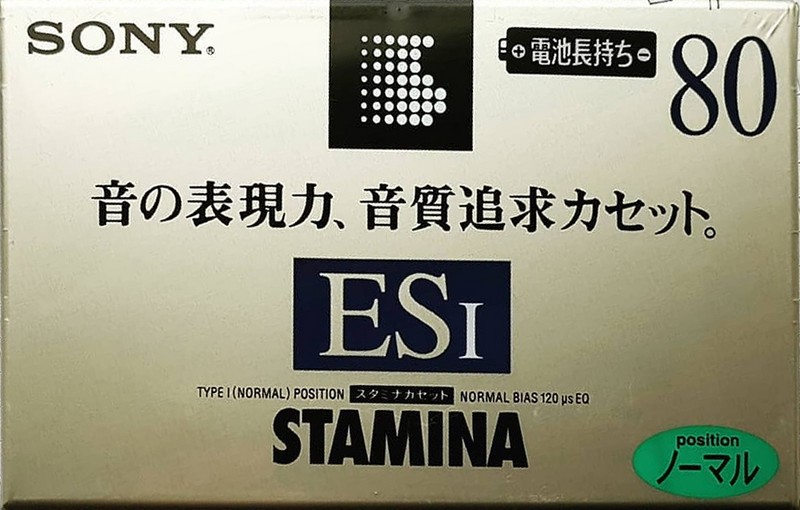 SONY®
+ 電池長持ち -
80
音の表現力、音質追求カセット。
ESI
TYPE I (NORMAL) POSITION スタミナカセット NORMAL BIAS 120 μs EQ
STAMINA
position
ノーマル